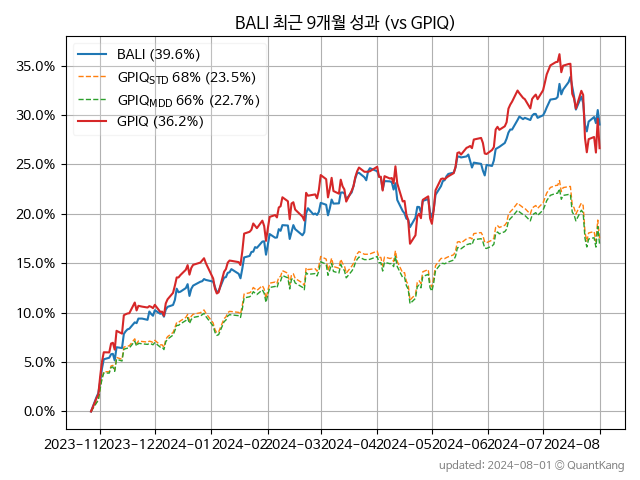 BALI 최근 9개월 성과 (vs GPIQ)
BALI (39.6%)
GPIQSTD 68% (23.5%)
GPIQMDD 66% (22.7%)
GPIQ (36.2%)
35.0%
30.0%
25.0%
20.0%
15.0%
10.0%
5.0%
0.0%
2023-11 2023-12 2024-01 2024-02 2024-03 2024-04 2024-05 2024-06 2024-07 2024-08
updated: 2024-08-01 © QuantKang